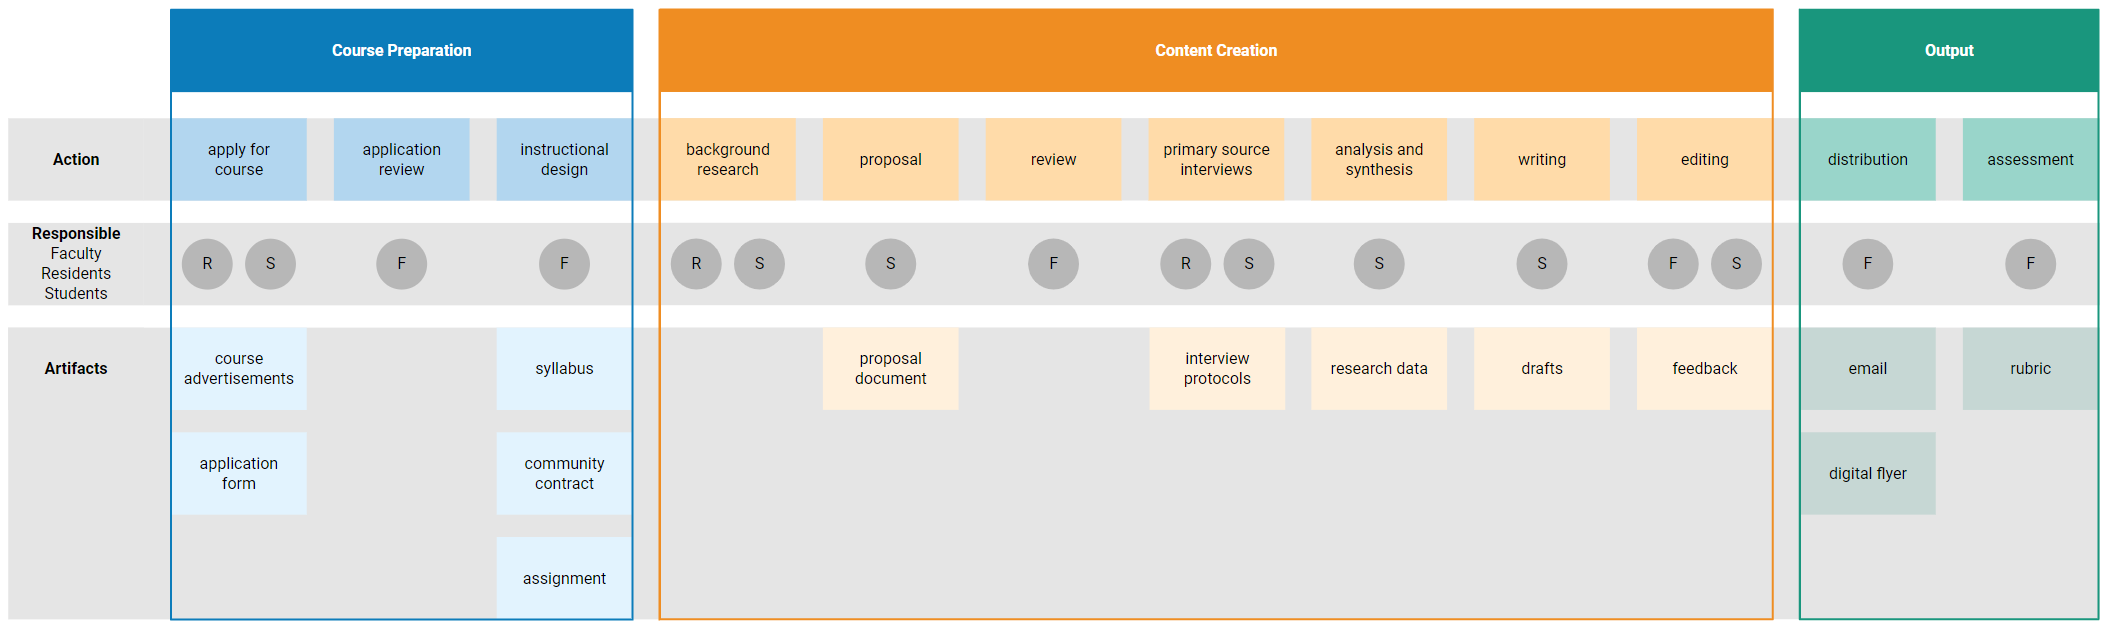 Course Preparation
Content Creation
Output
Action
apply for
course
application
review
instructional
design
background
research
proposal
review
primary source
interviews
analysis and
synthesis
writing
editing
distribution
assessment
Responsible
Faculty
Residents
Students
R
S
F
F
R
S
S
F
R
S
S
S
F
S
F
F
Artifacts
course
advertisements
syllabus
proposal
document
interview
protocols
research data
drafts
feedback
email
rubric
application
form
community
contract
digital flyer
assignment